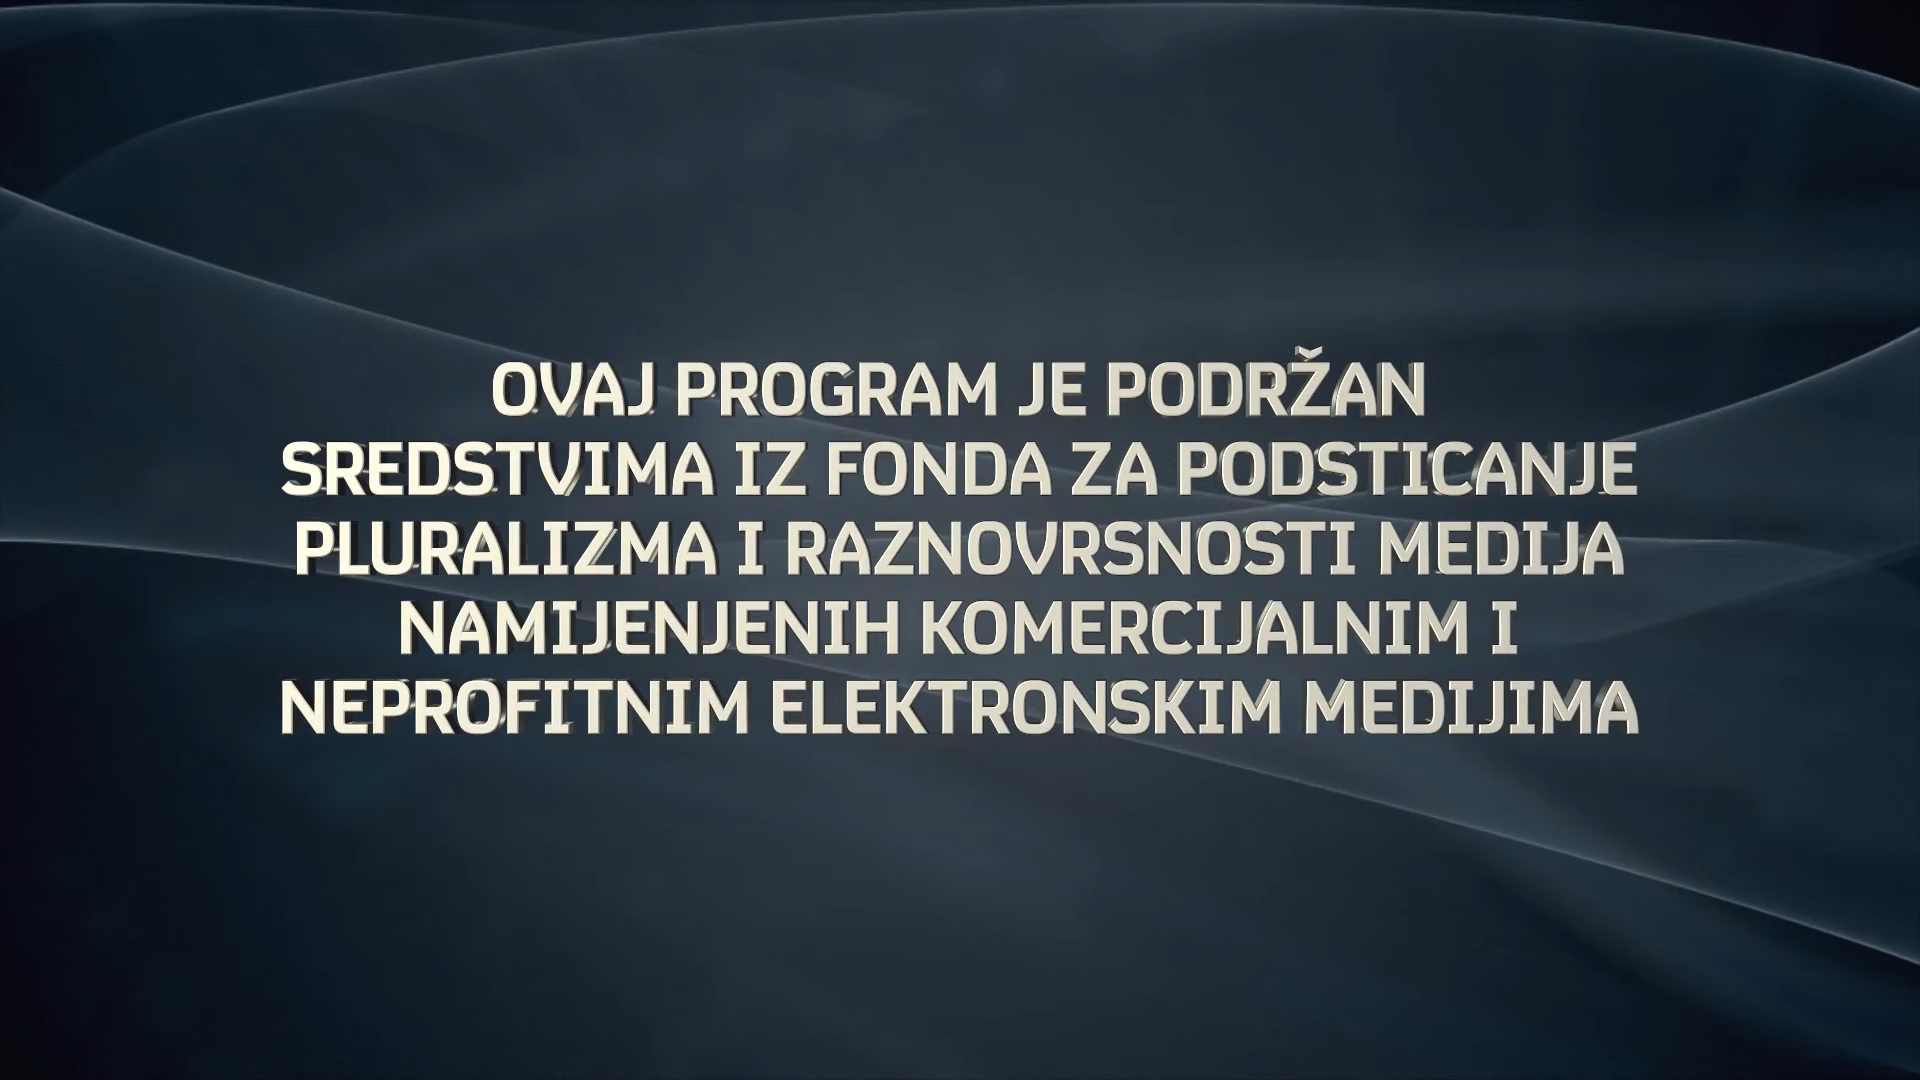 OVAJ PROGRAM JE PODRŽAN
SREDSTVIMA IZ FONDA ZA PODSTICANJE
PLURALIZMA I RAZNOVRSNOSTI MEDIJA
NAMIJENJENIH KOMERCIJALNIM I
NEPROFITNIM ELEKTRONSKIM MEDIJIMA